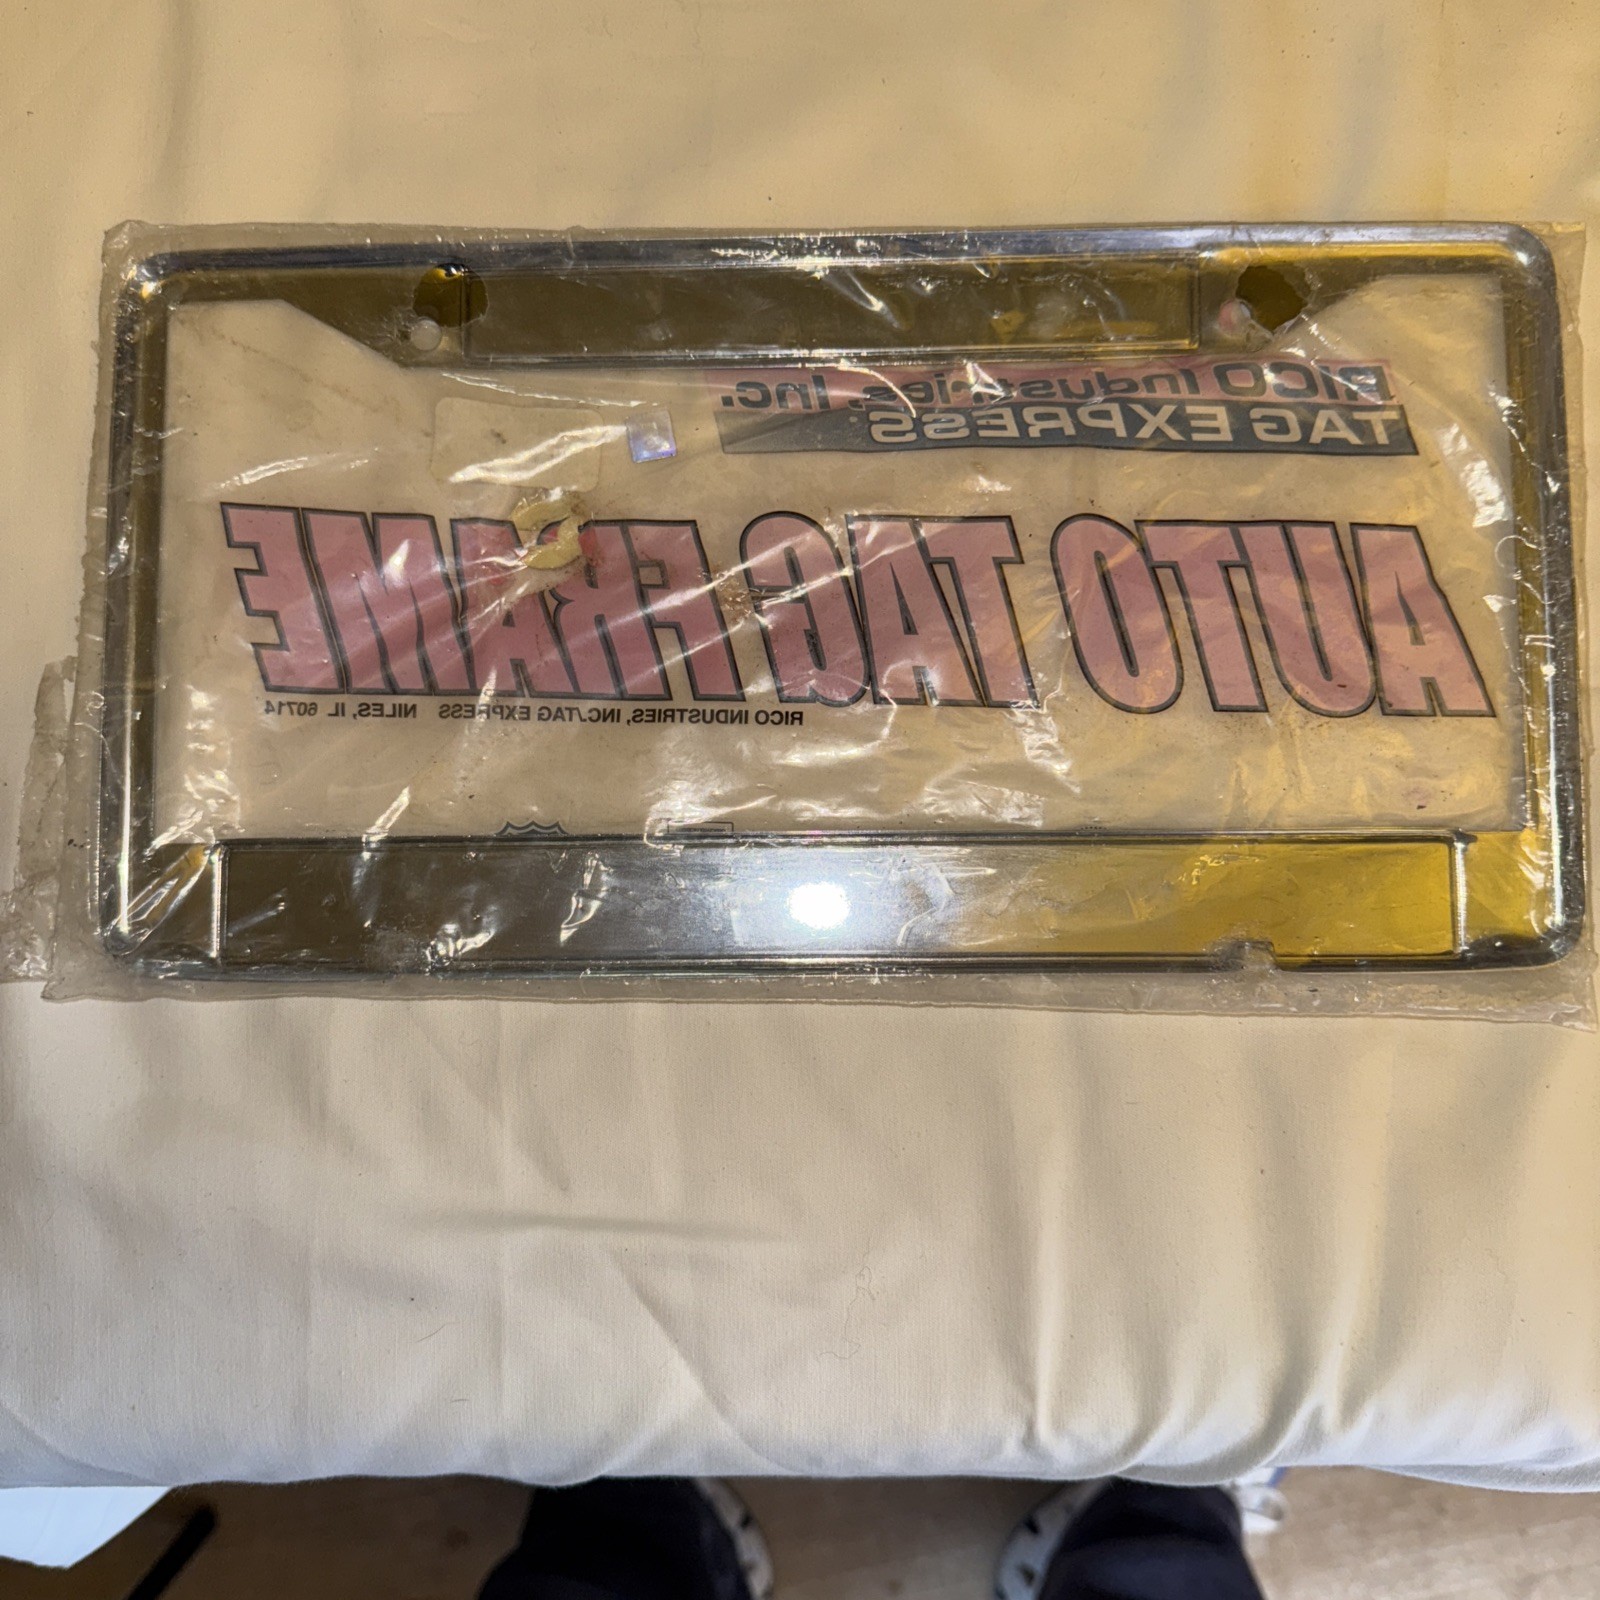 RICO Industries, Inc.
TAG EXPRESS
AUTO TAG FRAME
RICO INDUSTRIES, INC./TAG EXPRESS NILES, IL 60714